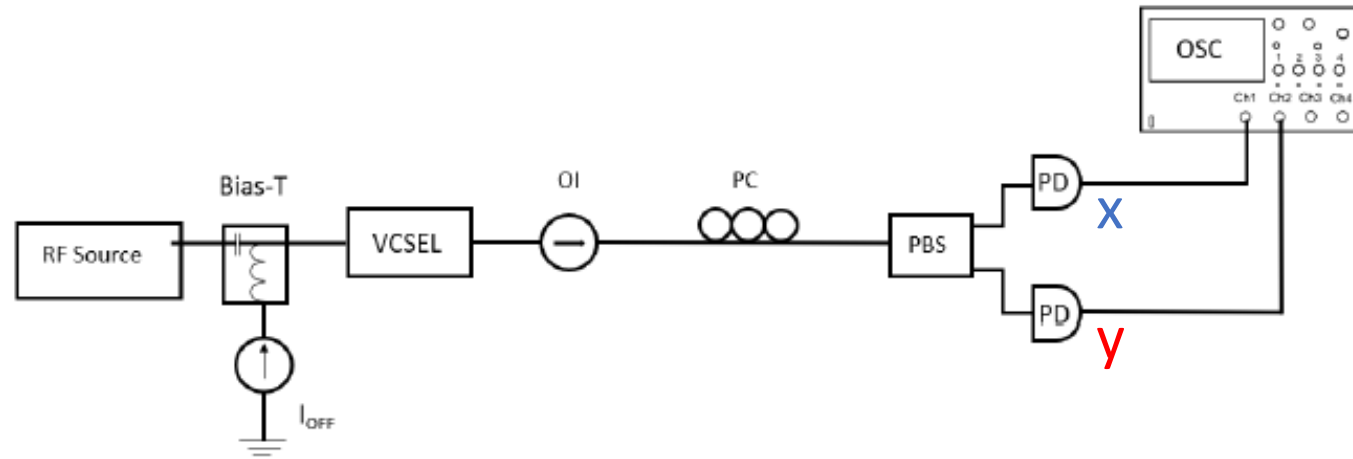 OSC
1 2 3 4
Ch1 Ch2 Ch3 Ch4
Bias-T
OI
PC
PD
X
RF Source
VCSEL
PBS
PD
y
I_OFF